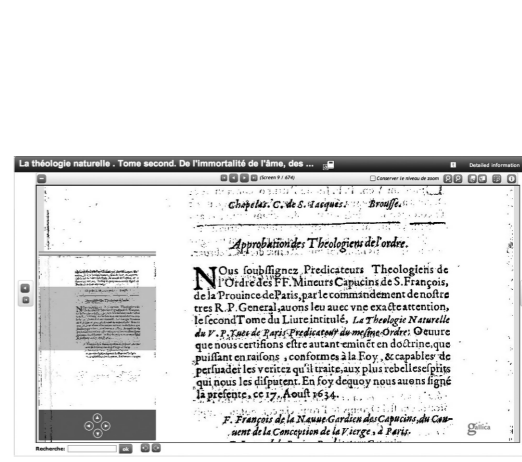 La théologie naturelle . Tome second. De l'immortalité de l'âme, des ...
Detailed information
(Screen 9 / 674)
Conserver le niveau de zoom
Chapelas. C. de S. Iacques. Brousse.
Approbation des Theologiens de l'ordre.
NOus soubssignez Predicateurs Theologiens de
l'Ordre des FF. Mineurs Capucins de S. François,
de la Prouince de Paris, par le commandement de nostre
tres R. P. General, auons leu auec vne exacte attention,
le second Tome du Liure intitulé, La Theologie Naturelle
du V. P. Yues de Paris Predicateur du mesme Ordre: Oeuure
que nous certifions estre autant eminēt en doctrine, que
puissant en raisons, conformes à la Foy, & capables de
persuader les veritez qu'il traite, aux plus rebelles esprits
qui nous les disputent. En foy dequoy nous auons signé
la presente, ce 17. Aoust 1634.
F. François de la Nauue Gardien des Capucins, du Cou-
uent de la Conception de la Vierge, à Paris.
Gallica
Recherche:
ok